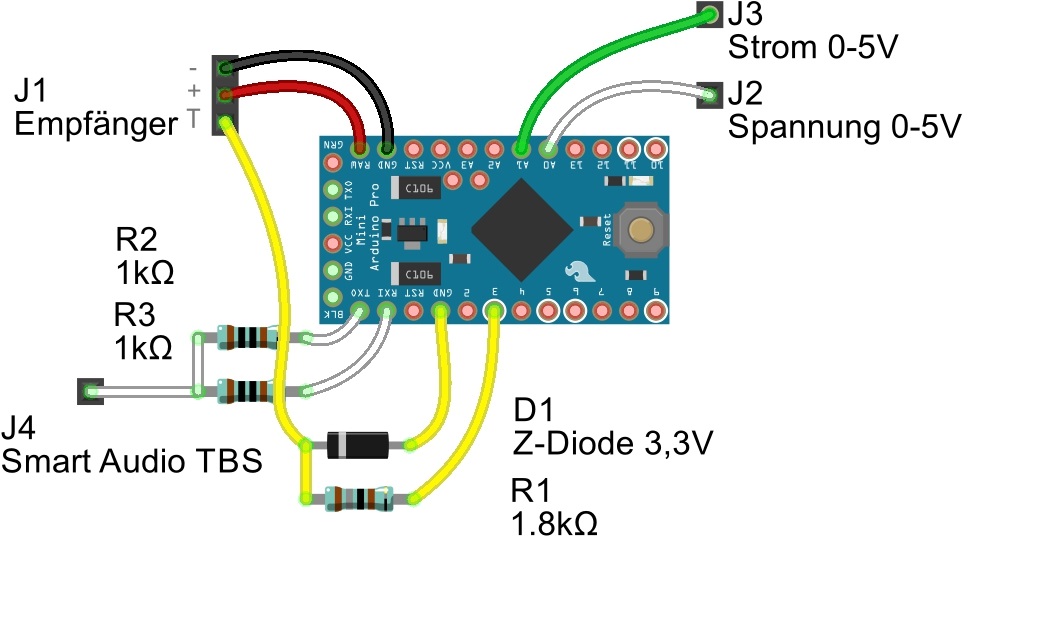 J3
Strom 0-5V
J2
Spannung 0-5V
J1
Empfänger
-
+
T
GRN
RAW
GND
RST
VCC
A3
A2
A1
A0
13
12
11
10
TXO
RXI
VCC
GND
BLK
Mini
Arduino Pro
C106
C106
Reset
TXO
RXI
RST
GND
2
3
4
5
6
7
8
9
R2
1kΩ
R3
1kΩ
J4
Smart Audio TBS
D1
Z-Diode 3,3V
R1
1.8kΩ